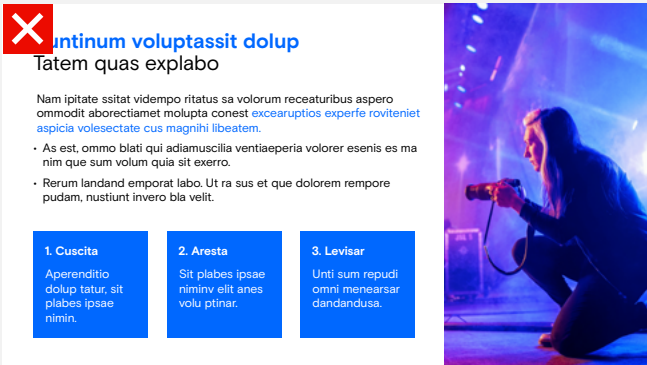 untinum voluptassit dolup
Tatem quas explabo
Nam ipitate ssitat vidempo ritatus sa volorum receaturibus aspero
ommodit aborectiamet molupta conest excearuptios experfe roviteniet
aspicia volesectate cus magnihi libeatem.
• As est, ommo blati qui adiamuscilia ventiaeperia volorer esenis es ma
nim que sum volum quia sit exerro.
• Rerum landand emporat labo. Ut ra sus et que dolorem rempore
pudam, nustiunt invero bla velit.
1. Cuscita
Aperenditio
dolup tatur, sit
plabes ipsae
nimin.
2. Aresta
Sit plabes ipsae
niminv elit anes
volu ptinar.
3. Levisar
Unti sum repudi
omni menearsar
dandandusa.